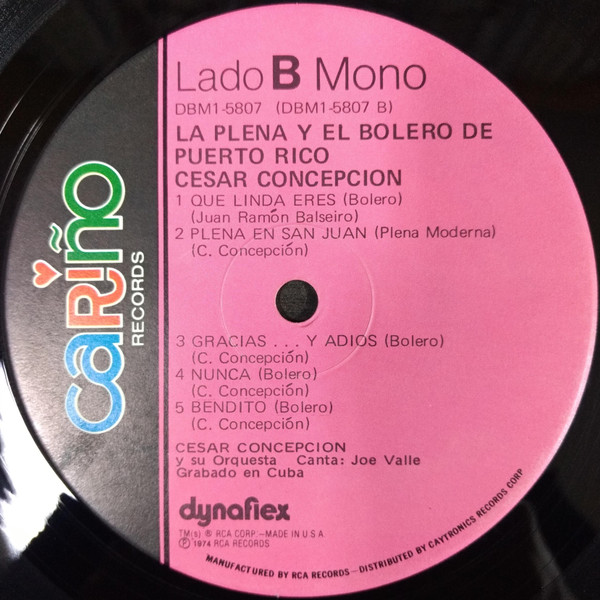 Lado B Mono
DBM1-5807 (DBM1-5807 B)
LA PLENA Y EL BOLERO DE
PUERTO RICO
CESAR CONCEPCION
1 QUE LINDA ERES (Bolero)
(Juan Ramón Balseiro)
2 PLENA EN SAN JUAN (Plena Moderna)
(C. Concepción)
3 GRACIAS . . . Y ADIOS (Bolero)
(C. Concepción)
4 NUNCA (Bolero)
(C. Concepción)
5 BENDITO (Bolero)
(C. Concepción)
CESAR CONCEPCION
y su Orquesta Canta: Joe Valle
Grabado en Cuba
dynaflex
TM(s) ® RCA CORP.—MADE IN U.S.A.
Ⓟ 1974 RCA RECORDS
MANUFACTURED BY RCA RECORDS—DISTRIBUTED BY CAYTRONICS RECORDS CORP
CARIÑO
RECORDS